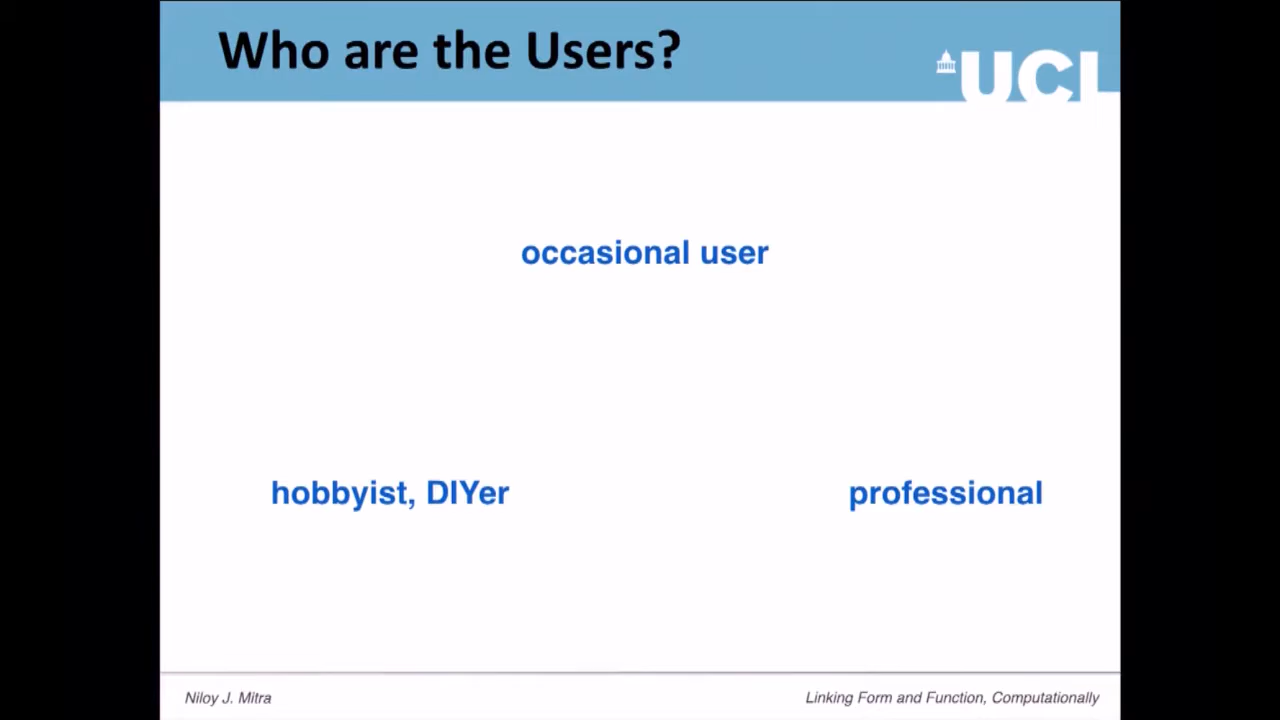 Who are the Users?
UCL
occasional user
hobbyist, DIYer
professional
Niloy J. Mitra
Linking Form and Function, Computationally